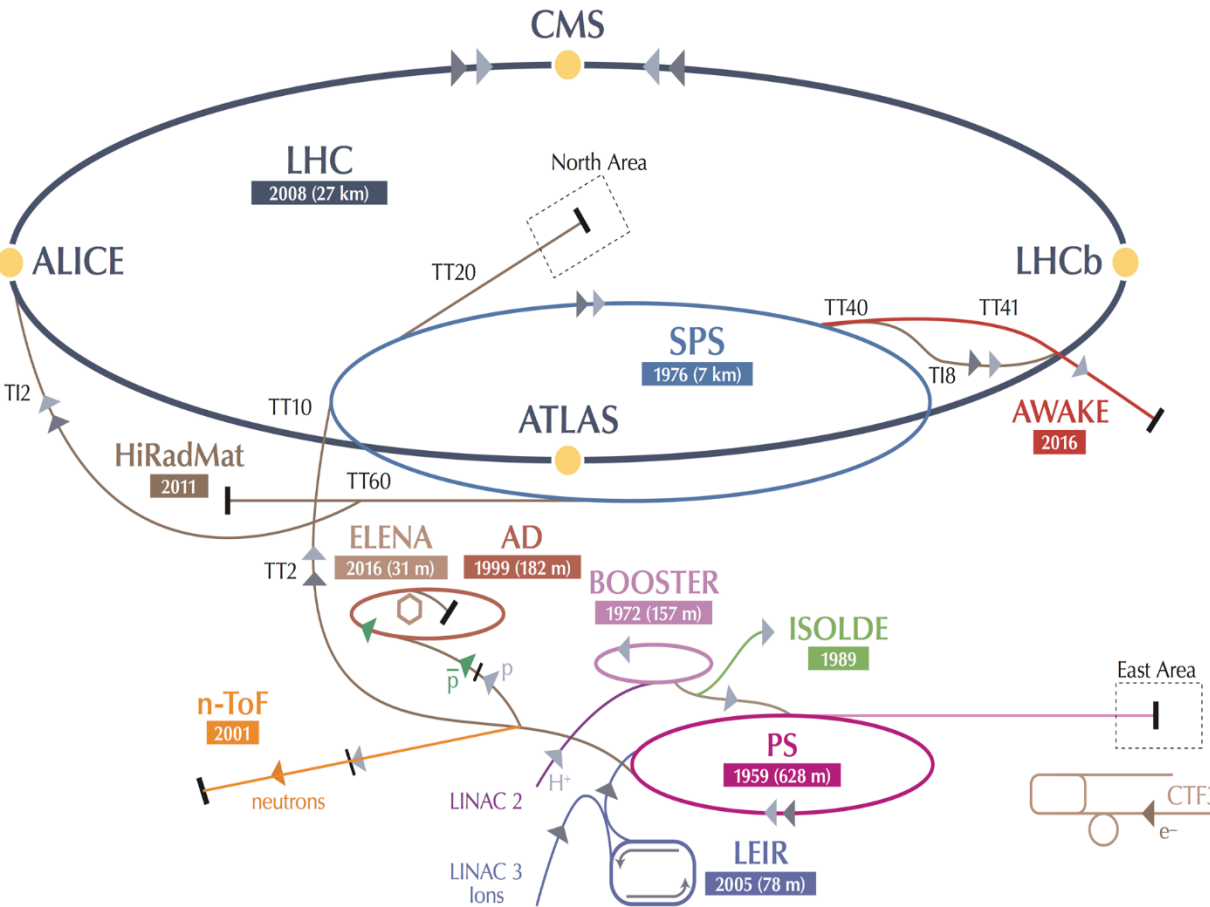 CMS
LHC
2008 (27 km)
North Area
ALICE
TT20
LHCb
TT40
TT41
SPS
1976 (7 km)
TI8
TI2
TT10
ATLAS
AWAKE
2016
HiRadMat
2011
TT60
ELENA
2016 (31 m)
AD
1999 (182 m)
TT2
BOOSTER
1972 (157 m)
ISOLDE
1989
p̅
p
East Area
n-ToF
2001
PS
1959 (628 m)
neutrons
LINAC 2
H⁺
CTF3
e⁻
LEIR
2005 (78 m)
LINAC 3
Ions